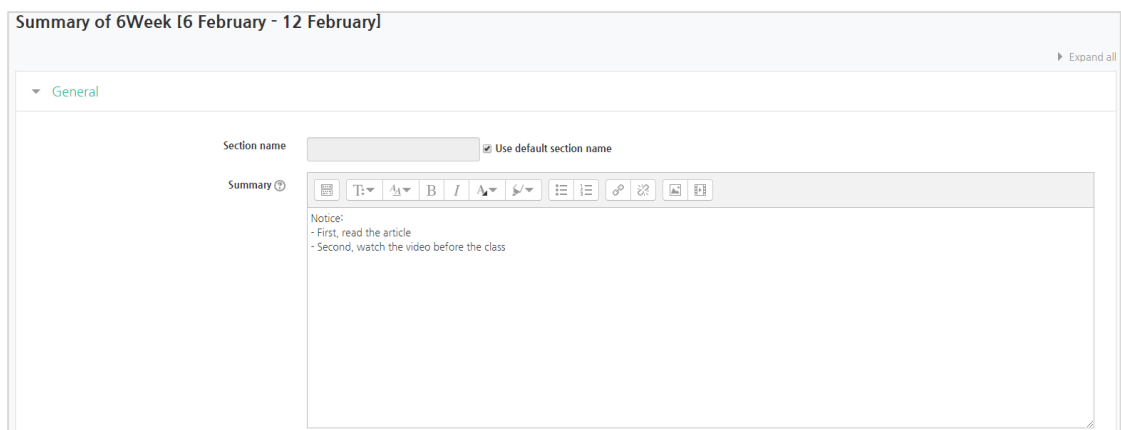 Summary of 6Week [6 February - 12 February]
Expand all
General
Section name
Use default section name
Summary
Notice:
- First, read the article
- Second, watch the video before the class